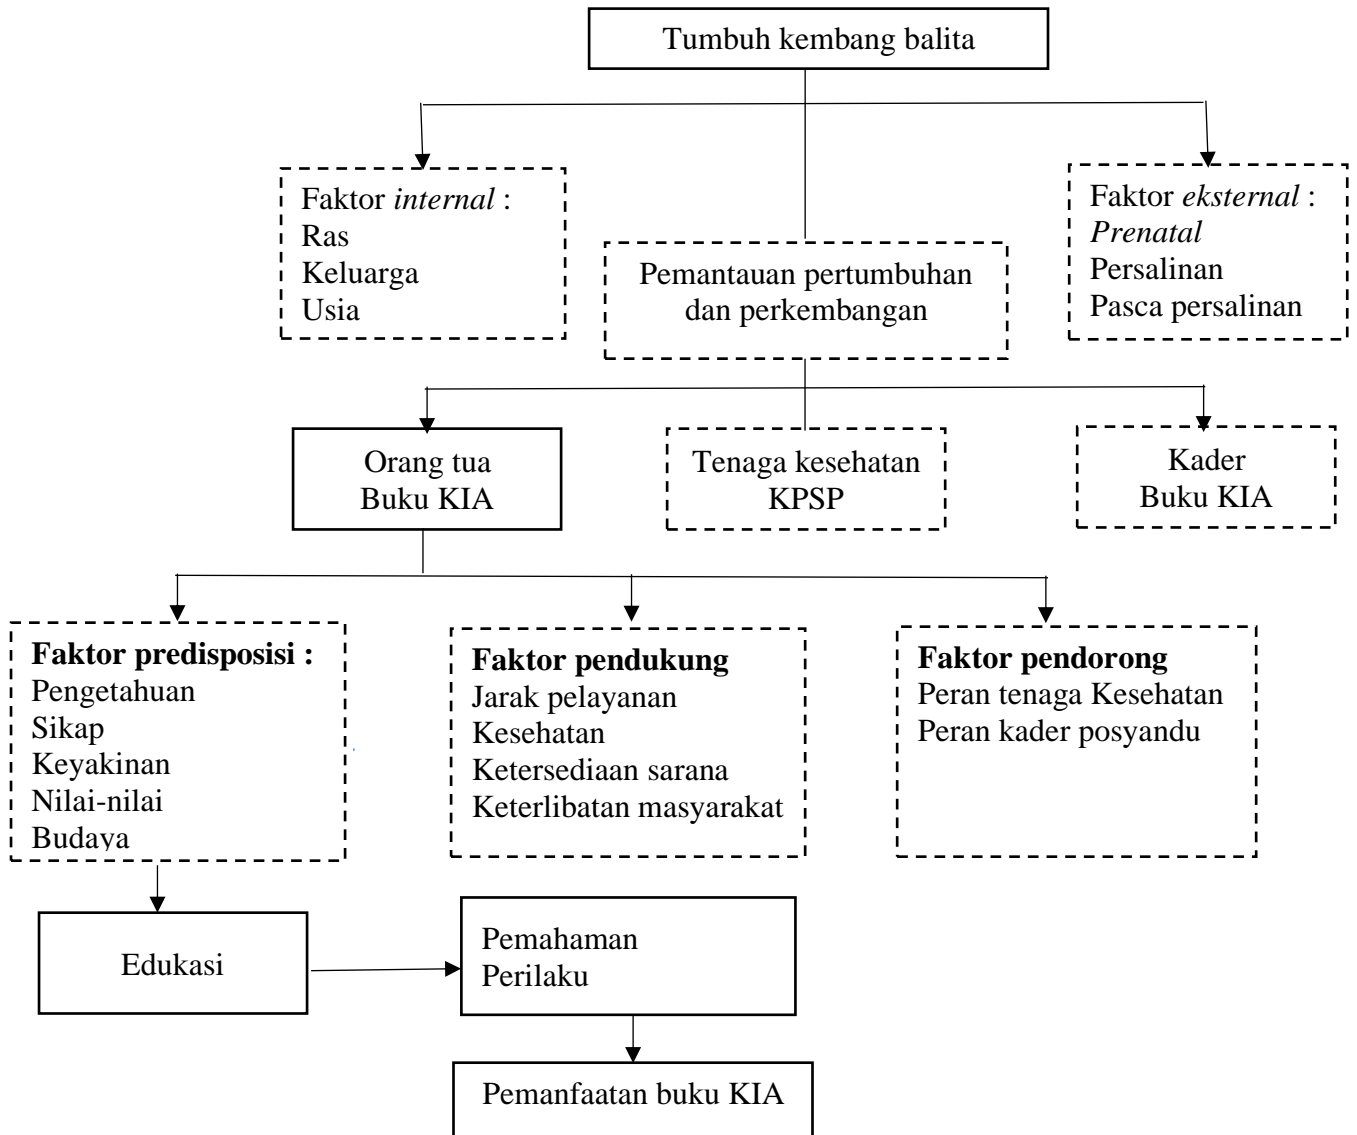 Tumbuh kembang balita
Faktor internal :
Ras
Keluarga
Usia
Pemantauan pertumbuhan
dan perkembangan
Faktor eksternal :
Prenatal
Persalinan
Pasca persalinan
Orang tua
Buku KIA
Tenaga kesehatan
KPSP
Kader
Buku KIA
Faktor predisposisi :
Pengetahuan
Sikap
Keyakinan
Nilai-nilai
Budaya
Faktor pendukung
Jarak pelayanan
Kesehatan
Ketersediaan sarana
Keterlibatan masyarakat
Faktor pendorong
Peran tenaga Kesehatan
Peran kader posyandu
Edukasi
Pemahaman
Perilaku
Pemanfaatan buku KIA